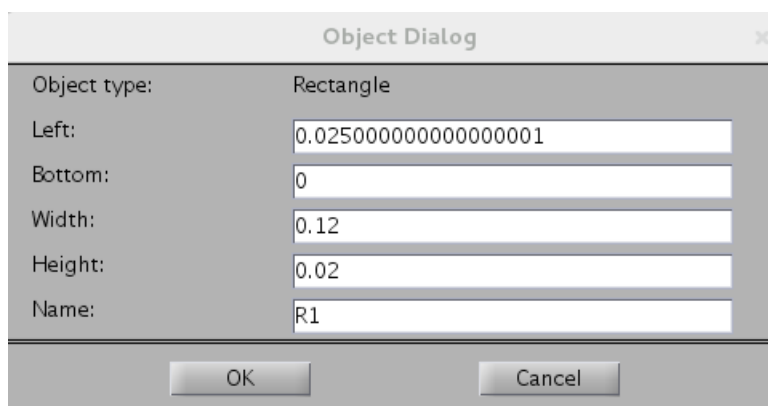 Object Dialog
Object type: Rectangle
Left: 0.025000000000000001
Bottom: 0
Width: 0.12
Height: 0.02
Name: R1
OK Cancel